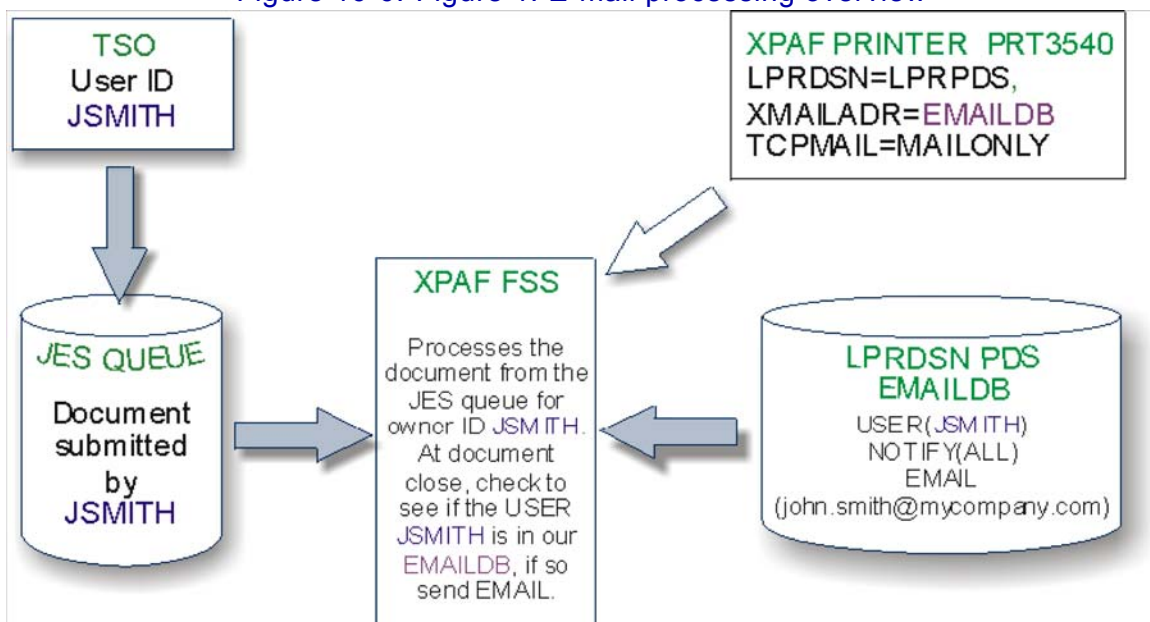 TSO
User ID
JSMITH
XPAF PRINTER PRT3540
LPRDSN=LPRPDS,
XMAILADR=EMAILDB
TCPMAIL=MAILONLY
JES QUEUE
Document
submitted
by
JSMITH
XPAF FSS
Processes the
document from the
JES queue for
owner ID JSMITH.
At document
close, check to
see if the USER
JSMITH is in our
EMAILDB, if so
send EMAIL.
LPRDSN PDS
EMAILDB
USER(JSMITH)
NOTIFY(ALL)
EMAIL
(john.smith@mycompany.com)